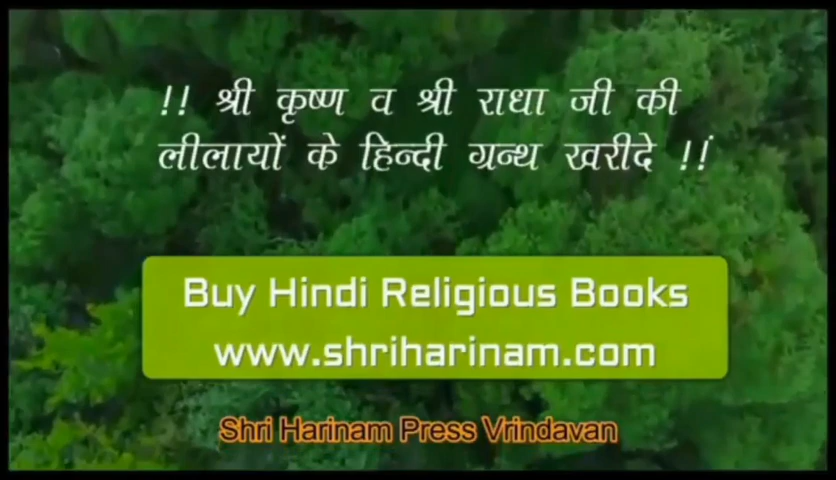 !! श्री कृष्ण व श्री राधा जी की
लीलायों के हिन्दी ग्रन्थ खरीदे !!ं
Buy Hindi Religious Books
www.shriharinam.com
Shri Harinam Press Vrindavan